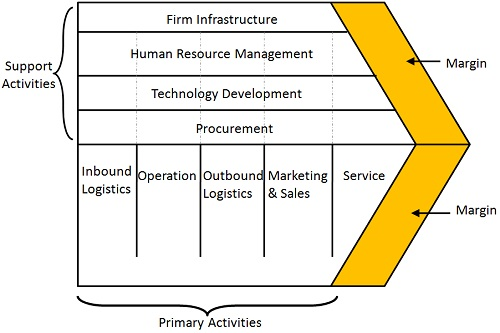 Firm Infrastructure
Support
Activities
Human Resource Management
Margin
Technology Development
Procurement
Inbound
Logistics
Operation
Outbound
Logistics
Marketing
& Sales
Service
Margin
Primary Activities